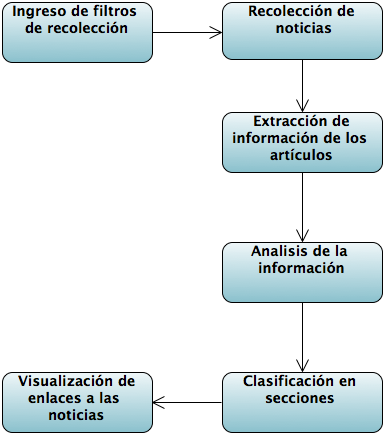 Ingreso de filtros
de recolección
Recolección de
noticias
Extracción de
información de los
artículos
Analisis de la
información
Clasificación en
secciones
Visualización de
enlaces a las
noticias